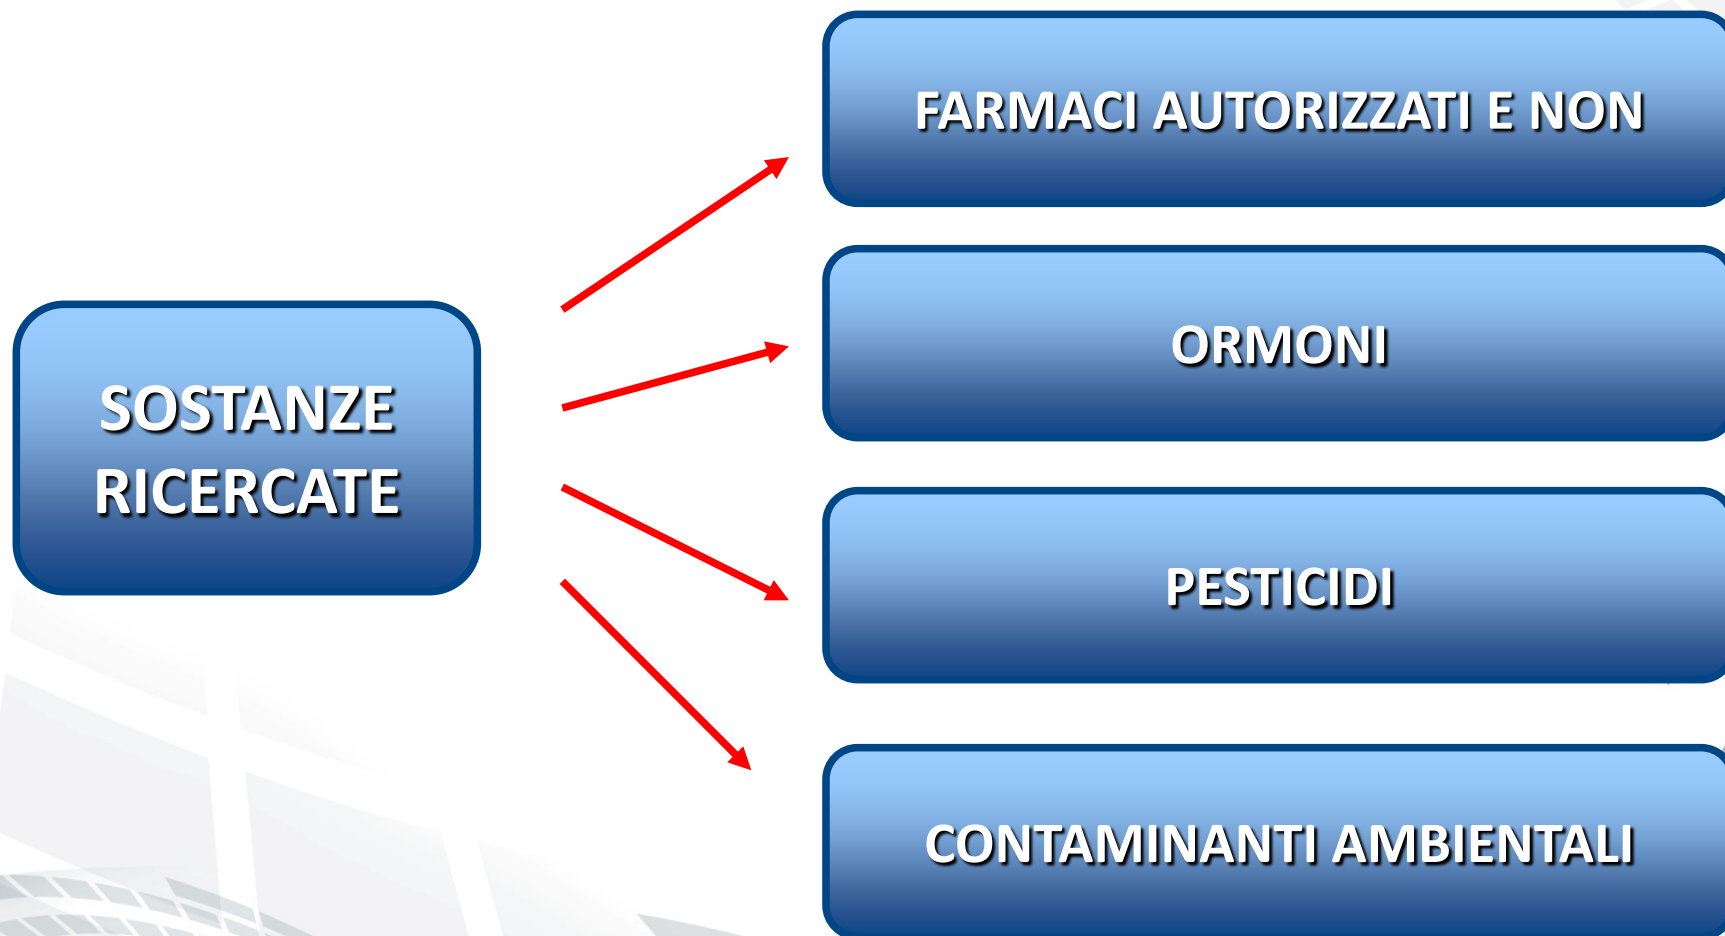 SOSTANZE
RICERCATE
FARMACI AUTORIZZATI E NON
ORMONI
PESTICIDI
CONTAMINANTI AMBIENTALI